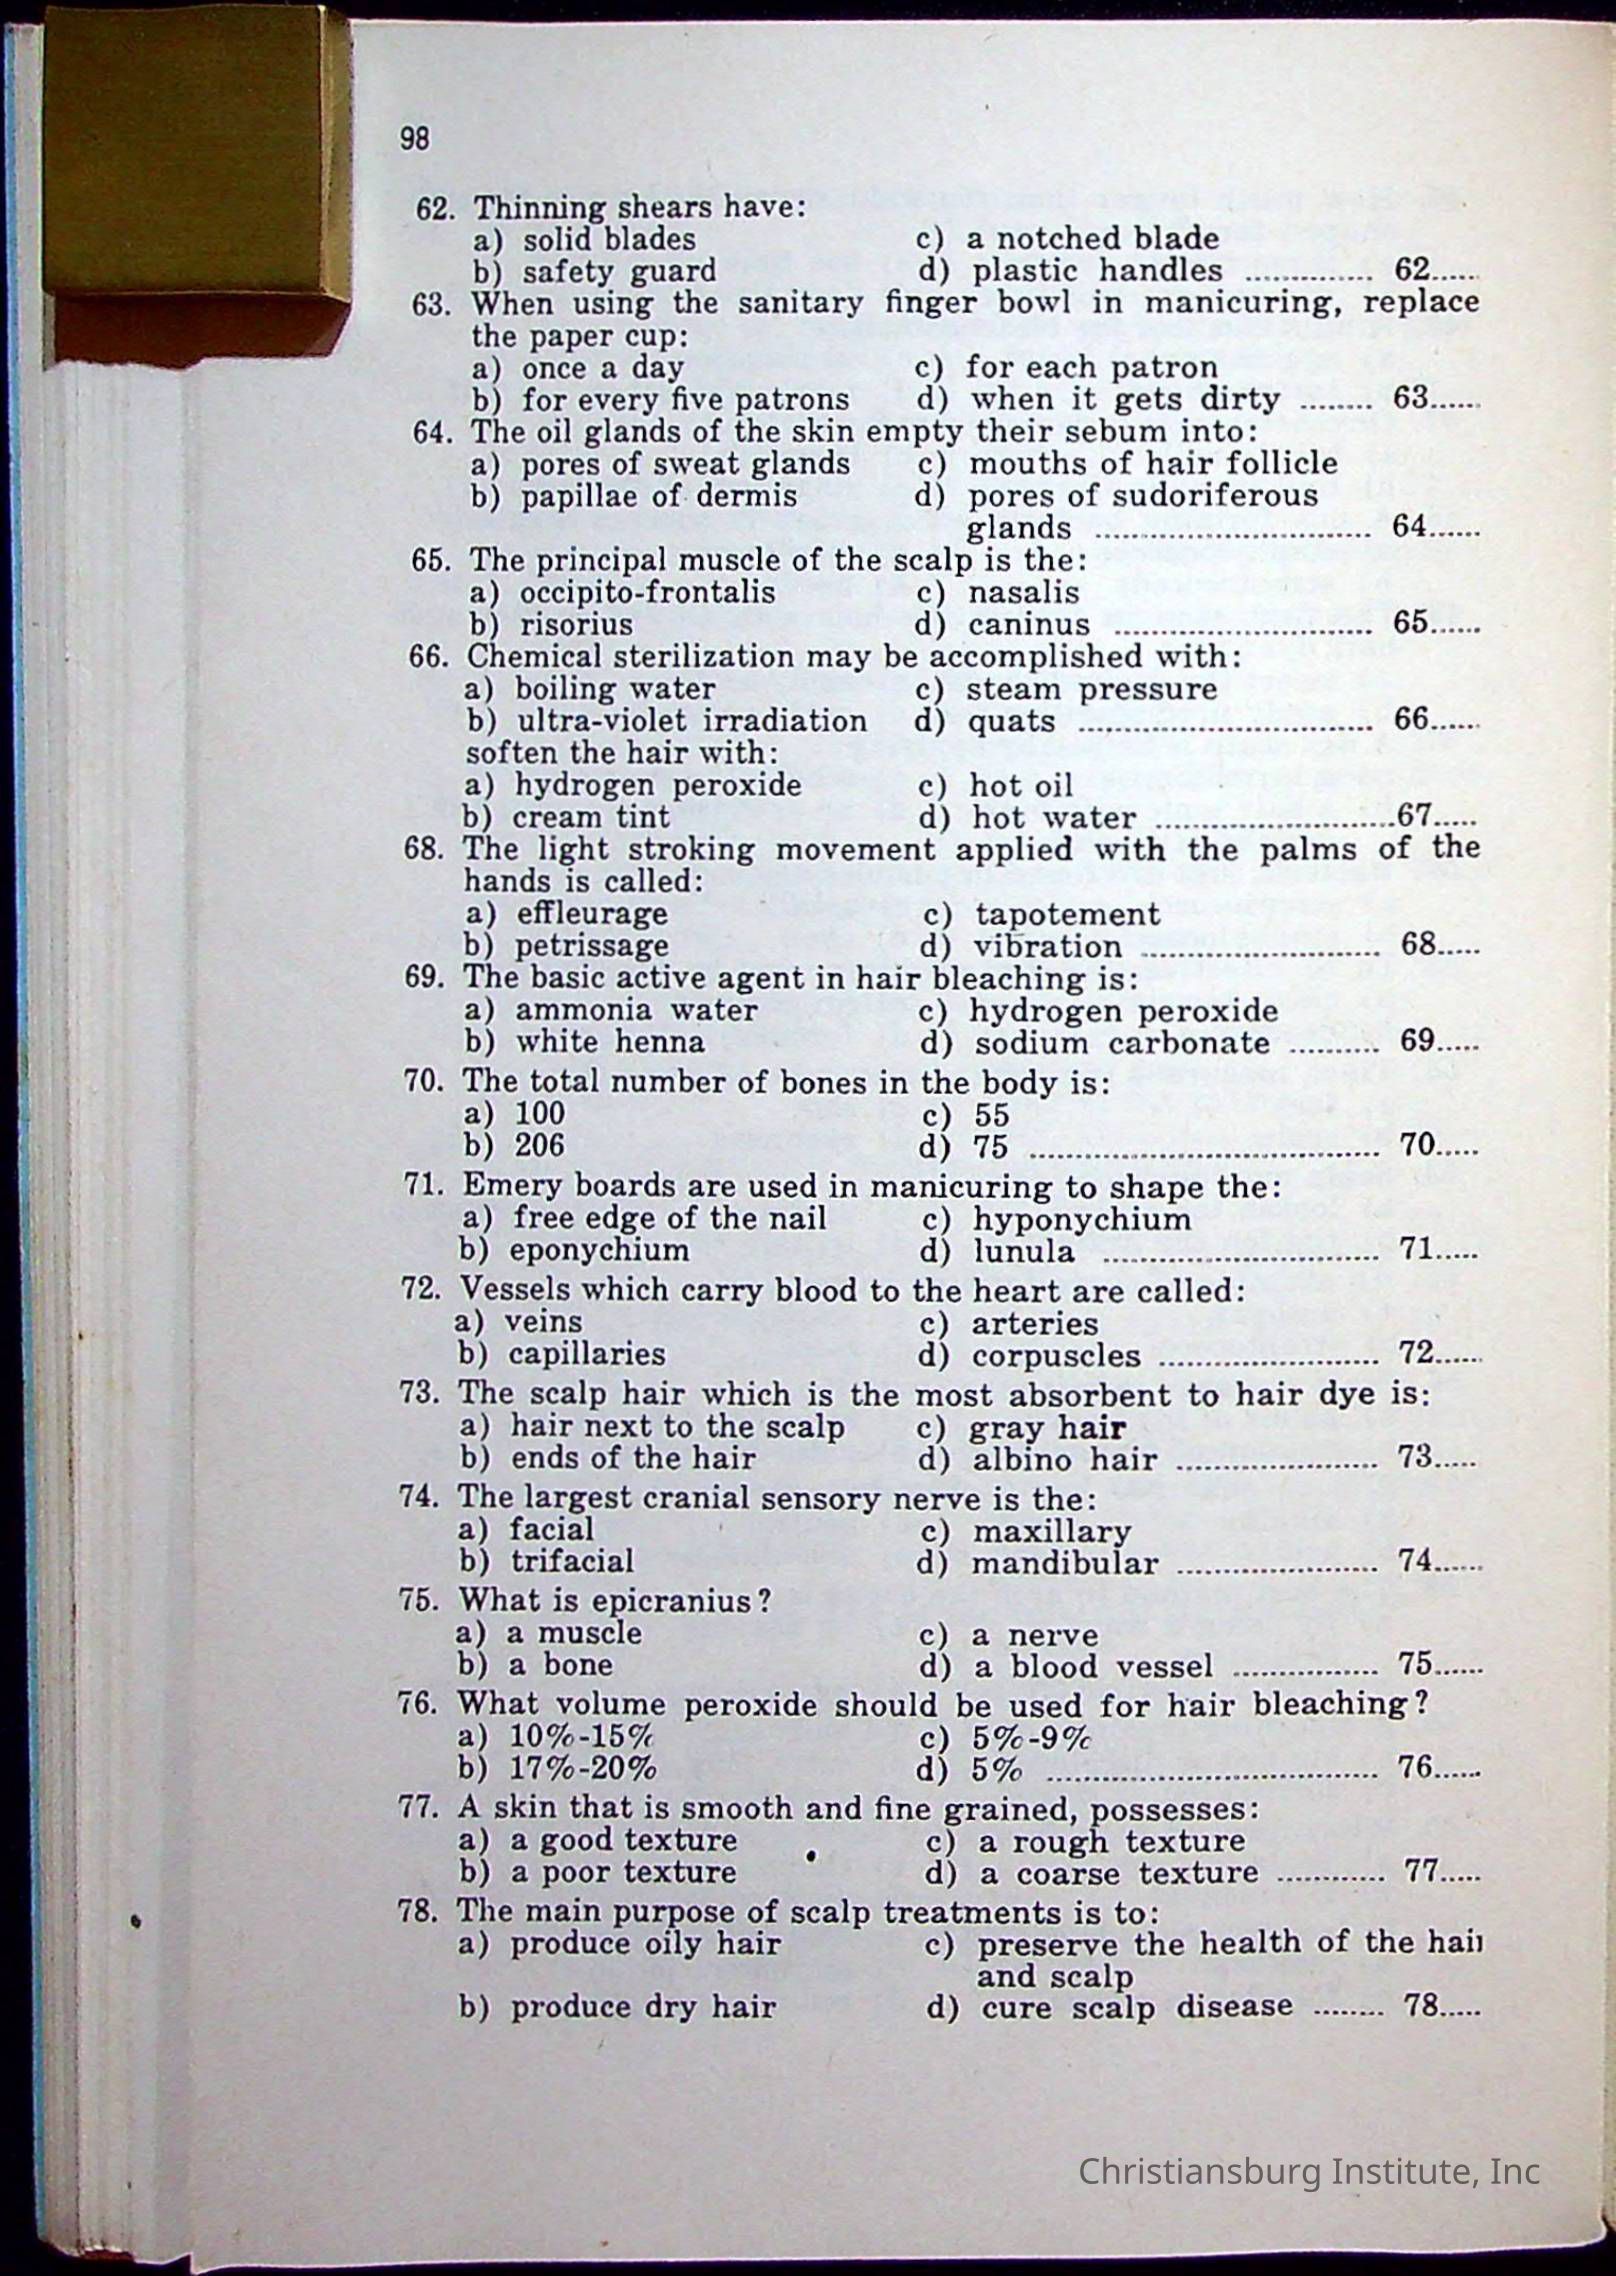 98
62. Thinning shears have:
a) solid blades c) a notched blade
b) safety guard d) plastic handles .............. 62......
63. When using the sanitary finger bowl in manicuring, replace
the paper cup:
a) once a day c) for each patron
b) for every five patrons d) when it gets dirty ........ 63......
64. The oil glands of the skin empty their sebum into:
a) pores of sweat glands c) mouths of hair follicle
b) papillae of dermis d) pores of sudoriferous
glands .............................. 64......
65. The principal muscle of the scalp is the:
a) occipito-frontalis c) nasalis
b) risorius d) caninus ............................ 65......
66. Chemical sterilization may be accomplished with:
a) boiling water c) steam pressure
b) ultra-violet irradiation d) quats ................................ 66......
soften the hair with:
a) hydrogen peroxide c) hot oil
b) cream tint d) hot water ..........................67.....
68. The light stroking movement applied with the palms of the
hands is called:
a) effleurage c) tapotement
b) petrissage d) vibration .......................... 68.....
69. The basic active agent in hair bleaching is:
a) ammonia water c) hydrogen peroxide
b) white henna d) sodium carbonate .......... 69.....
70. The total number of bones in the body is:
a) 100 c) 55
b) 206 d) 75 ...................................... 70.....
71. Emery boards are used in manicuring to shape the:
a) free edge of the nail c) hyponychium
b) eponychium d) lunula .............................. 71.....
72. Vessels which carry blood to the heart are called:
a) veins c) arteries
b) capillaries d) corpuscles ........................ 72......
73. The scalp hair which is the most absorbent to hair dye is:
a) hair next to the scalp c) gray hair
b) ends of the hair d) albino hair ...................... 73.....
74. The largest cranial sensory nerve is the:
a) facial c) maxillary
b) trifacial d) mandibular ...................... 74......
75. What is epicranius?
a) a muscle c) a nerve
b) a bone d) a blood vessel ................ 75......
76. What volume peroxide should be used for hair bleaching?
a) 10%-15% c) 5%-9%
b) 17%-20% d) 5% .................................... 76......
77. A skin that is smooth and fine grained, possesses:
a) a good texture c) a rough texture
b) a poor texture d) a coarse texture ............ 77.....
78. The main purpose of scalp treatments is to:
a) produce oily hair c) preserve the health of the hair
and scalp
b) produce dry hair d) cure scalp disease ........ 78.....
Christiansburg Institute, Inc